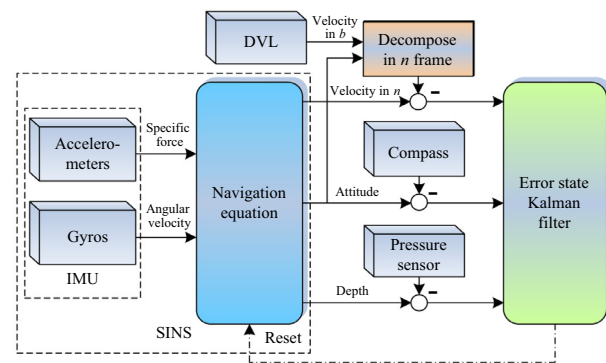 DVL
Velocity
in b
Decompose
in n frame
Velocity in n
Accelero-
meters
Specific
force
Gyros
Angular
velocity
IMU
SINS
Navigation
equation
Compass
Attitude
Pressure
sensor
Depth
Reset
Error state
Kalman
filter
−
−
−